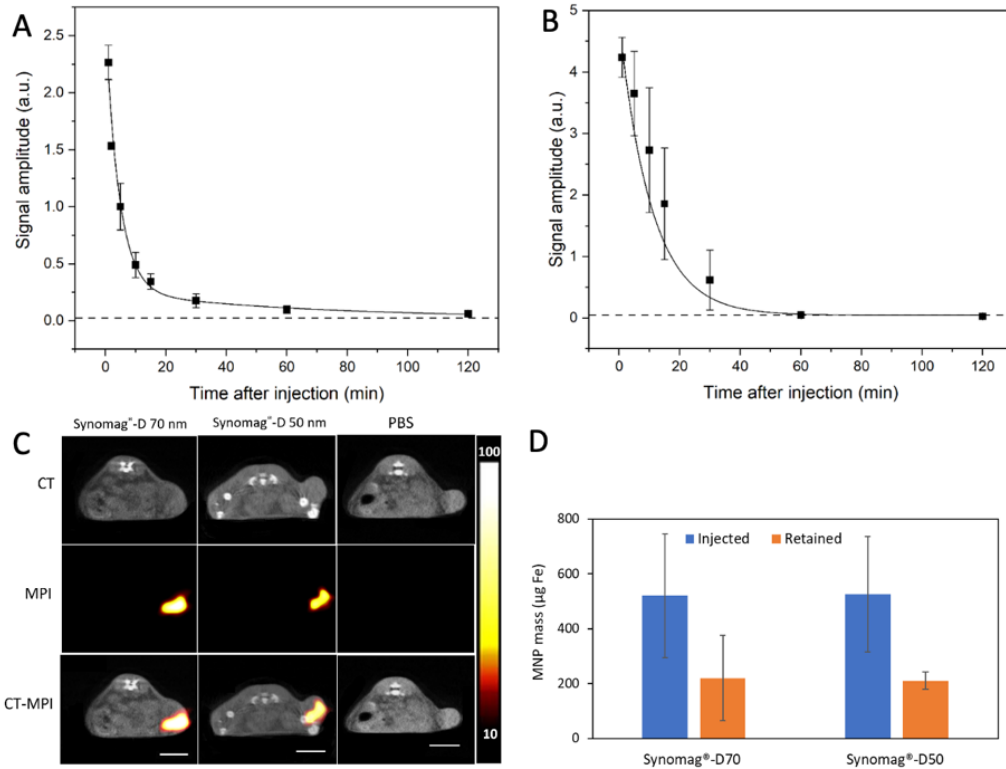 A
Signal amplitude (a.u.)
2.5
2.0
1.5
1.0
0.5
0.0
0 20 40 60 80 100 120
Time after injection (min)
B
Signal amplitude (a.u.)
5
4
3
2
1
0
0 20 40 60 80 100 120
Time after injection (min)
C
Synomag®-D 70 nm Synomag®-D 50 nm PBS
CT
MPI
CT-MPI
100
10
D
MNP mass (µg Fe)
800
600
400
200
0
Injected Retained
Synomag®-D70 Synomag®-D50